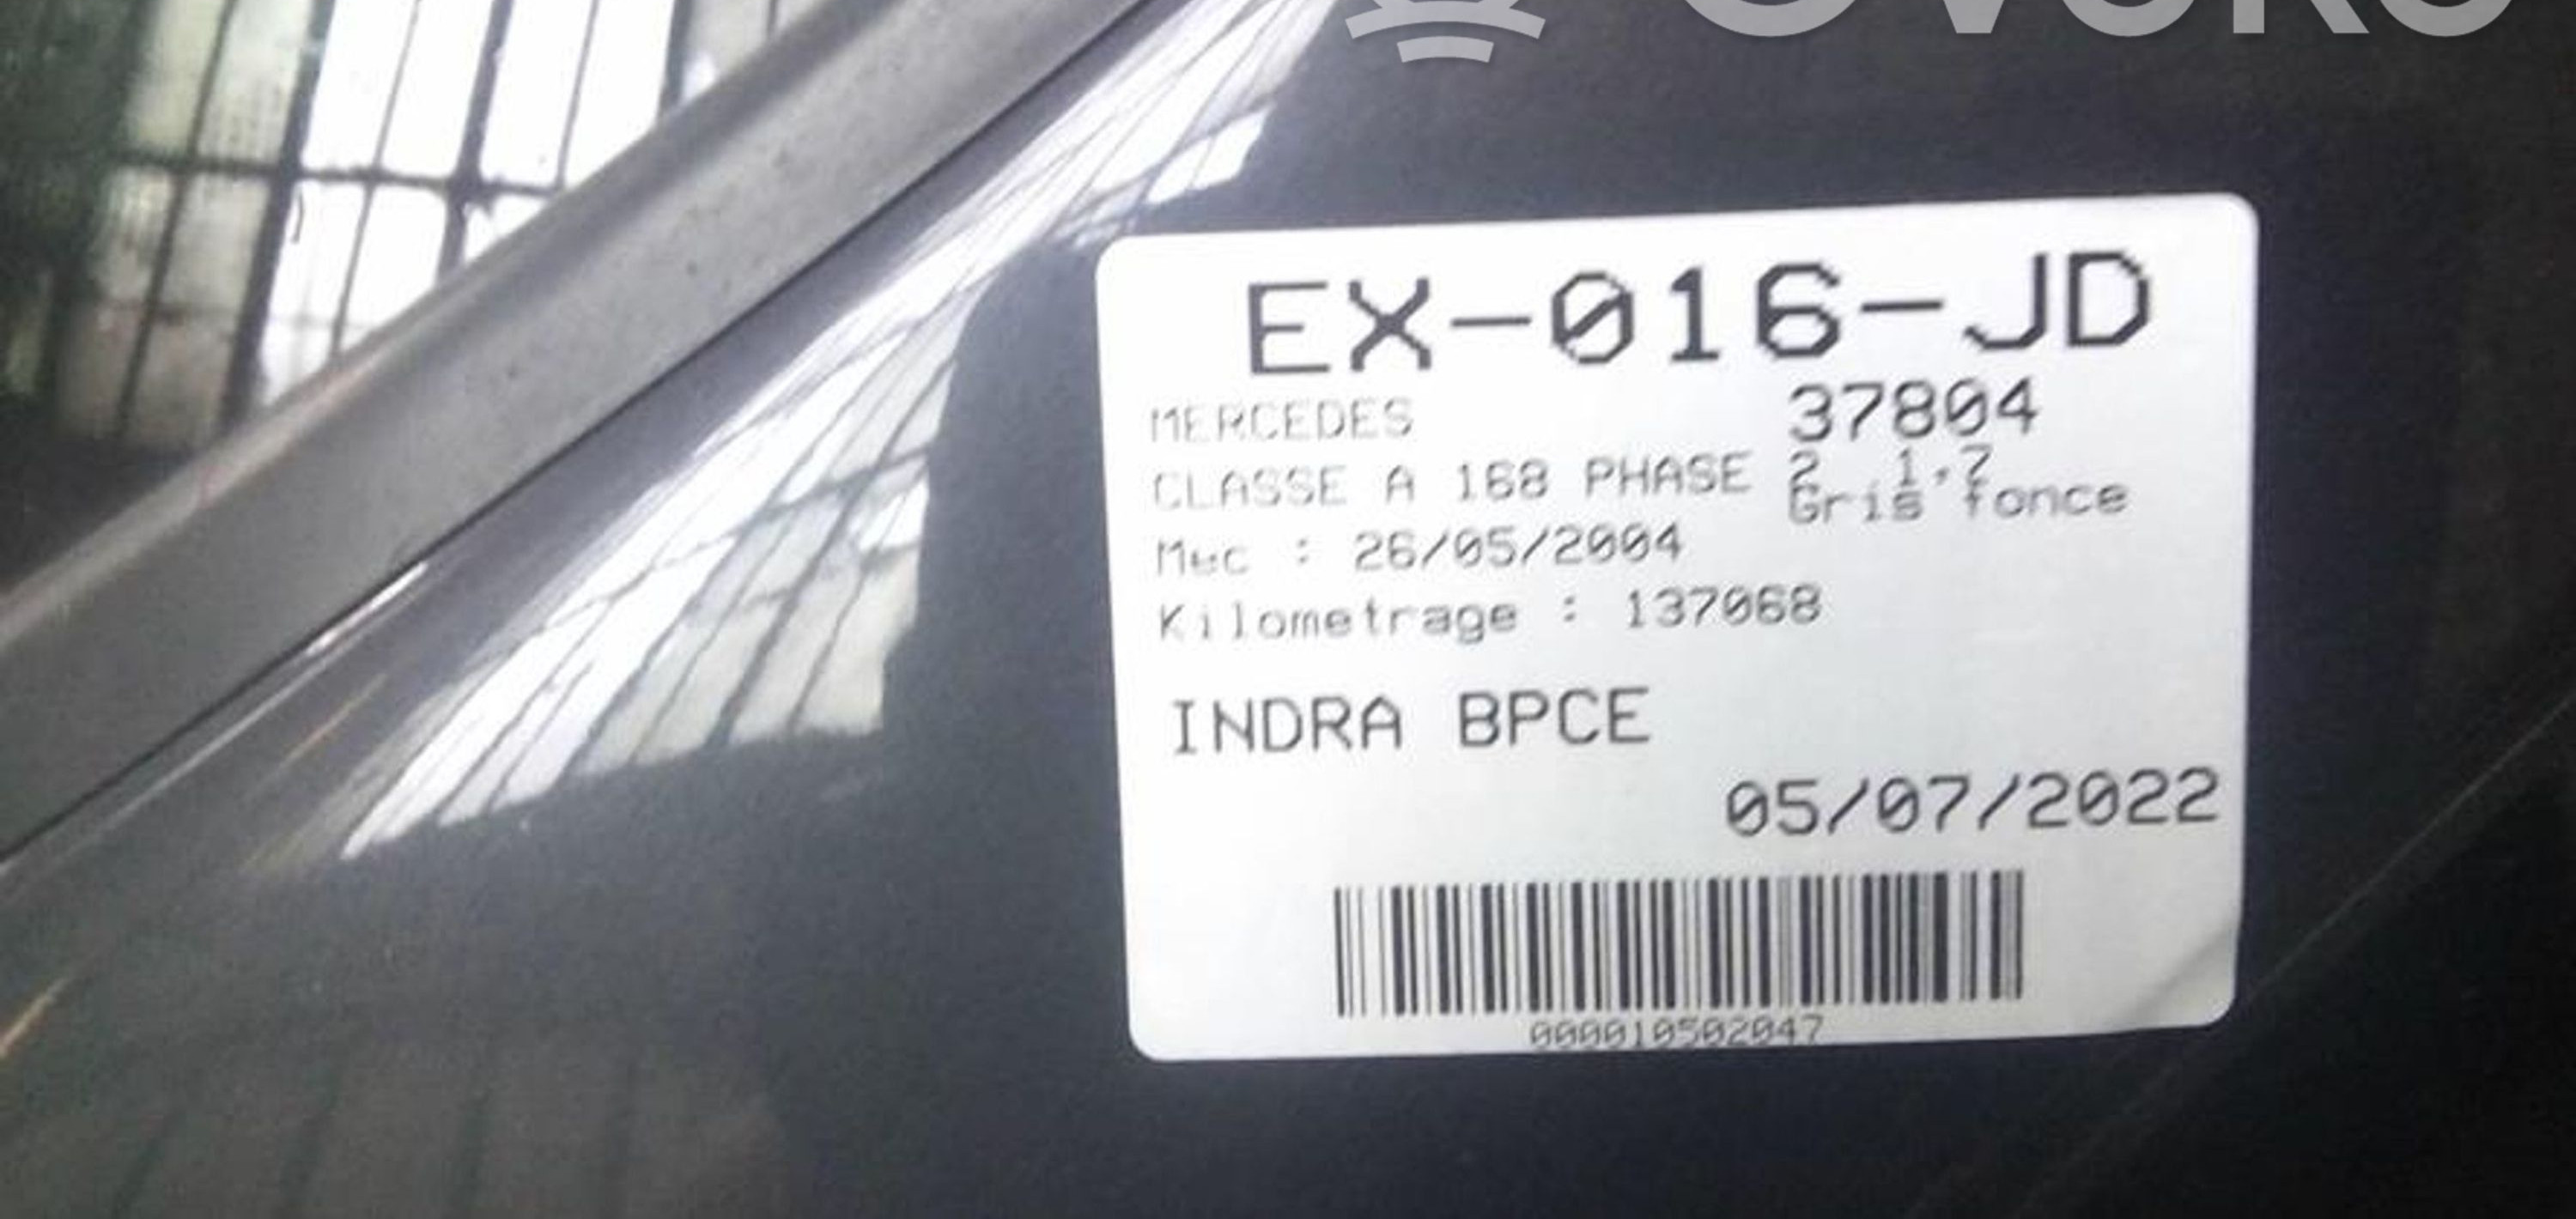 EX-016-JD
MERCEDES 37804
CLASSE A 168 PHASE 2 1.7
Gris fonce
Mec : 26/05/2004
Kilometrage : 137068
INDRA BPCE
05/07/2022
000010502047